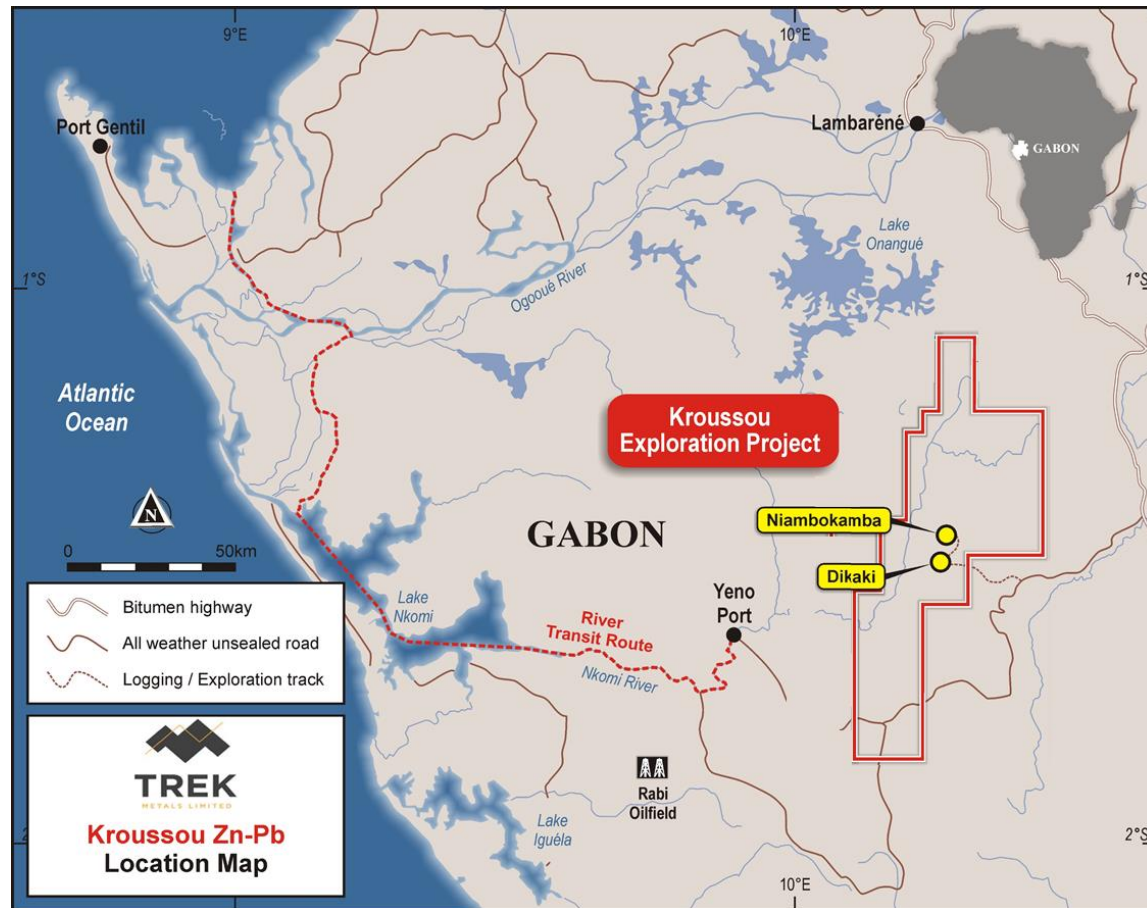 9°E
10°E
Port Gentil
Lambaréné
GABON
Lake
Onangué
1°S
1°S
Ogooué River
Atlantic
Ocean
Kroussou
Exploration Project
N
0
50km
GABON
Niambokamba
Dikaki
Bitumen highway
All weather unsealed road
Logging / Exploration track
Lake
Nkomi
River
Transit Route
Nkomi River
Yeno
Port
TREK
METALS LIMITED
Kroussou Zn-Pb
Location Map
Rabi
Oilfield
Lake
Iguéla
2°S
10°E